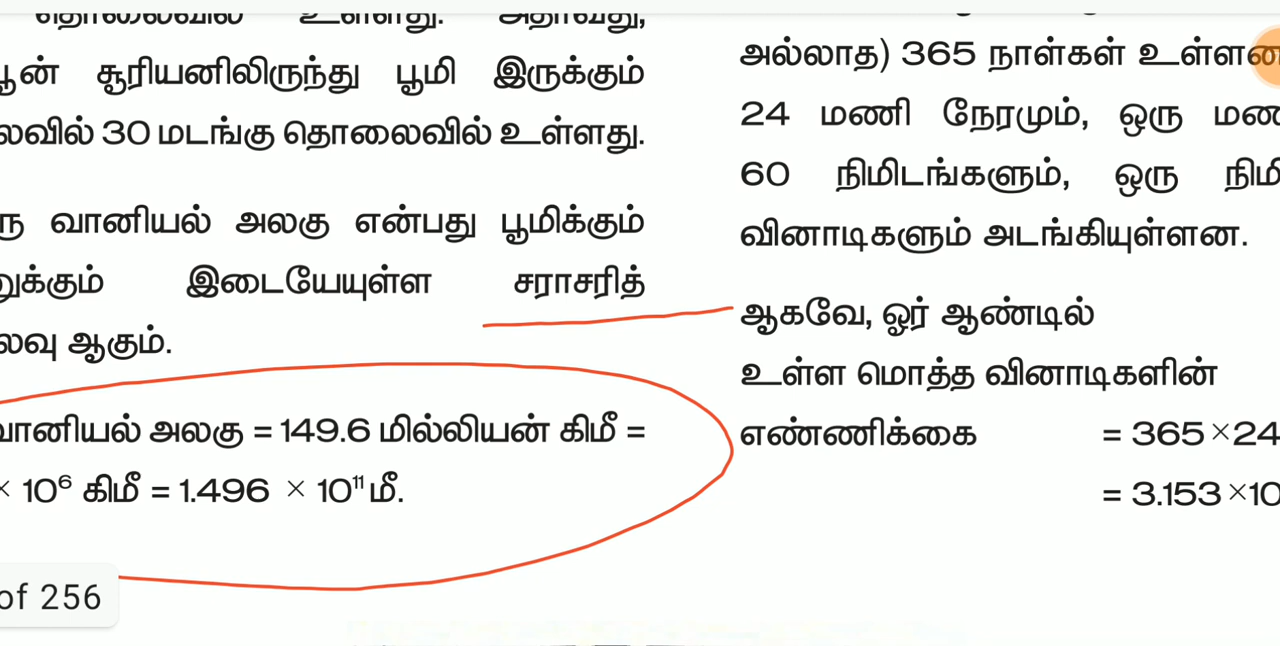 தொலைவில் உள்ளது. அதாவது,
சூரியனிலிருந்து பூமி இருக்கும்
30 மடங்கு தொலைவில் உள்ளது.
வானியல் அலகு என்பது பூமிக்கும்
இடையேயுள்ள சராசரித்
ஆகும்.
வானியல் அலகு = 149.6 மில்லியன் கிமீ =
× 10⁶ கிமீ = 1.496 × 10¹¹ மீ.
of 256
அல்லாத) 365 நாள்கள்
24 மணி நேரமும், ஒரு
60 நிமிடங்களும், ஒரு
வினாடிகளும் அடங்கியுள்ளன.
ஆகவே, ஓர் ஆண்டில்
உள்ள மொத்த வினாடிகளின்
எண்ணிக்கை = 365×24
= 3.153×10